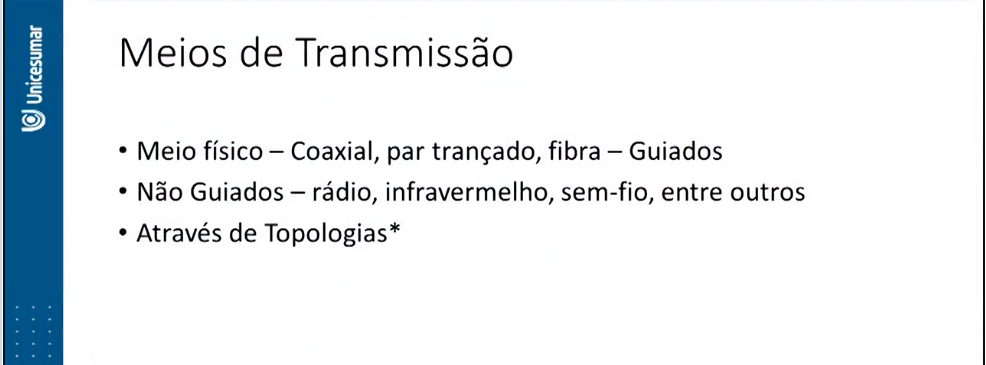 Unicesumar
Meios de Transmissão
• Meio físico – Coaxial, par trançado, fibra – Guiados
• Não Guiados – rádio, infravermelho, sem-fio, entre outros
• Através de Topologias*